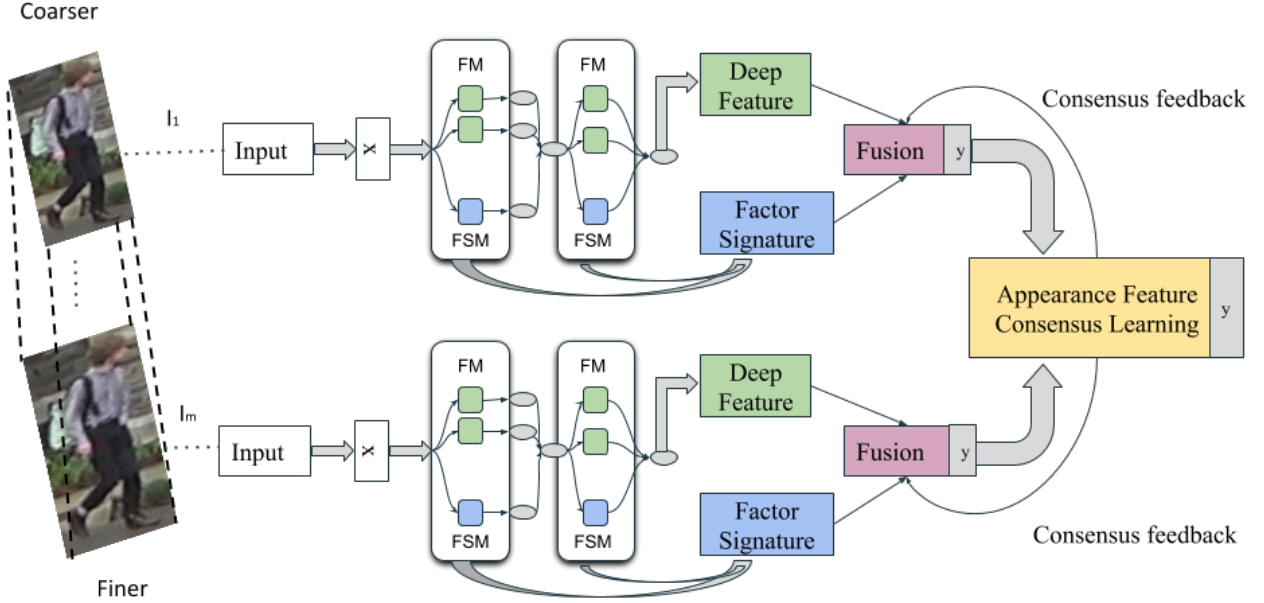 Coarser
I₁
Input
x
FM
FSM
FM
FSM
Deep
Feature
Factor
Signature
Fusion
y
Consensus feedback
Appearance Feature
Consensus Learning
y
Iₘ
Input
x
FM
FSM
FM
FSM
Deep
Feature
Factor
Signature
Fusion
y
Consensus feedback
Finer